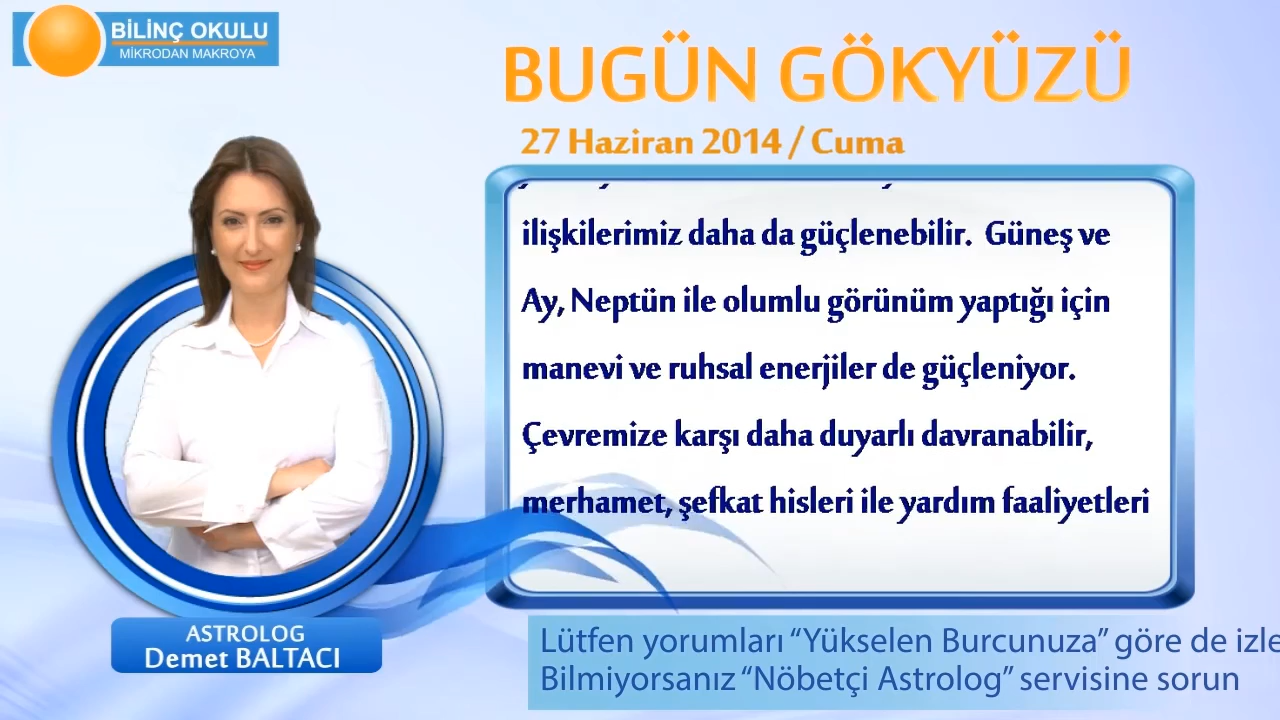 BİLİNÇ OKULU
MİKRODAN MAKROYA
BUGÜN GÖKYÜZÜ
27 Haziran 2014 / Cuma
ilişkilerimiz daha da güçlenebilir. Güneş ve
Ay, Neptün ile olumlu görünüm yaptığı için
manevi ve ruhsal enerjiler de güçleniyor.
Çevremize karşı daha duyarlı davranabilir,
merhamet, şefkat hisleri ile yardım faaliyetleri
ASTROLOG
Demet BALTACI
Lütfen yorumları “Yükselen Burcunuza” göre de izle
Bilmiyorsanız “Nöbetçi Astrolog” servisine sorun